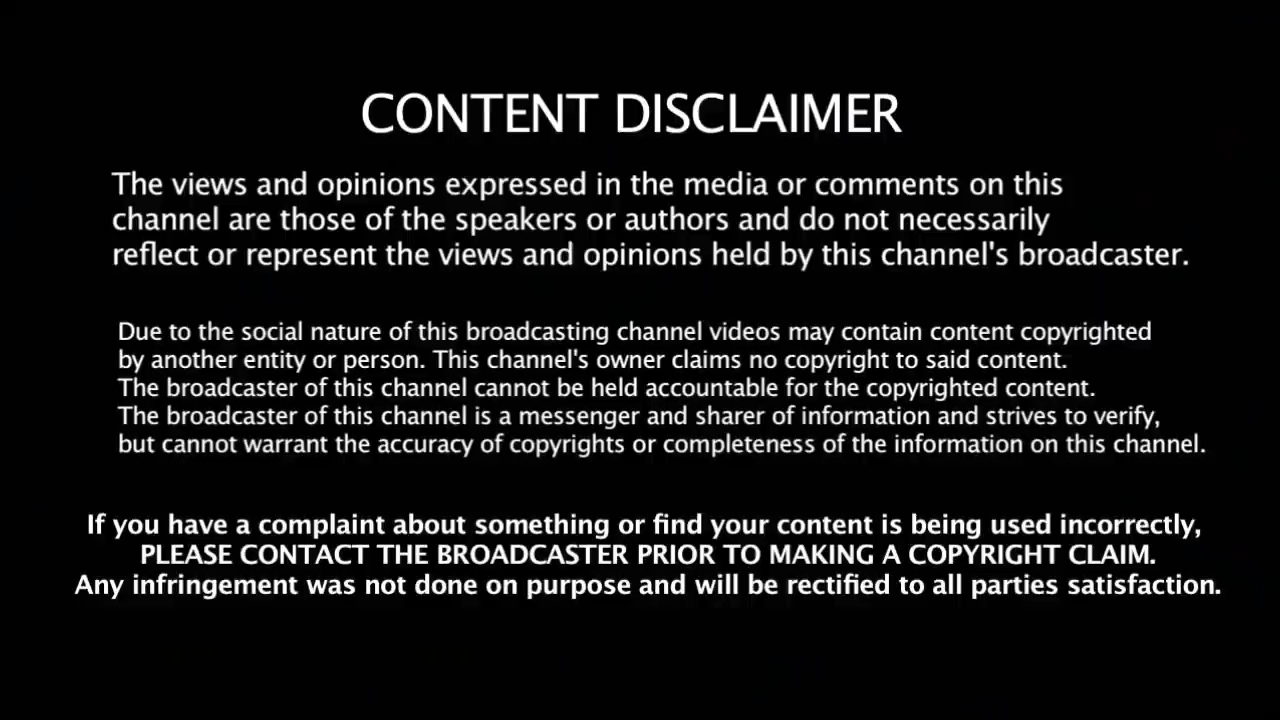 CONTENT DISCLAIMER
The views and opinions expressed in the media or comments on this
channel are those of the speakers or authors and do not necessarily
reflect or represent the views and opinions held by this channel's broadcaster.
Due to the social nature of this broadcasting channel videos may contain content copyrighted
by another entity or person. This channel's owner claims no copyright to said content.
The broadcaster of this channel cannot be held accountable for the copyrighted content.
The broadcaster of this channel is a messenger and sharer of information and strives to verify,
but cannot warrant the accuracy of copyrights or completeness of the information on this channel.
If you have a complaint about something or find your content is being used incorrectly,
PLEASE CONTACT THE BROADCASTER PRIOR TO MAKING A COPYRIGHT CLAIM.
Any infringement was not done on purpose and will be rectified to all parties satisfaction.